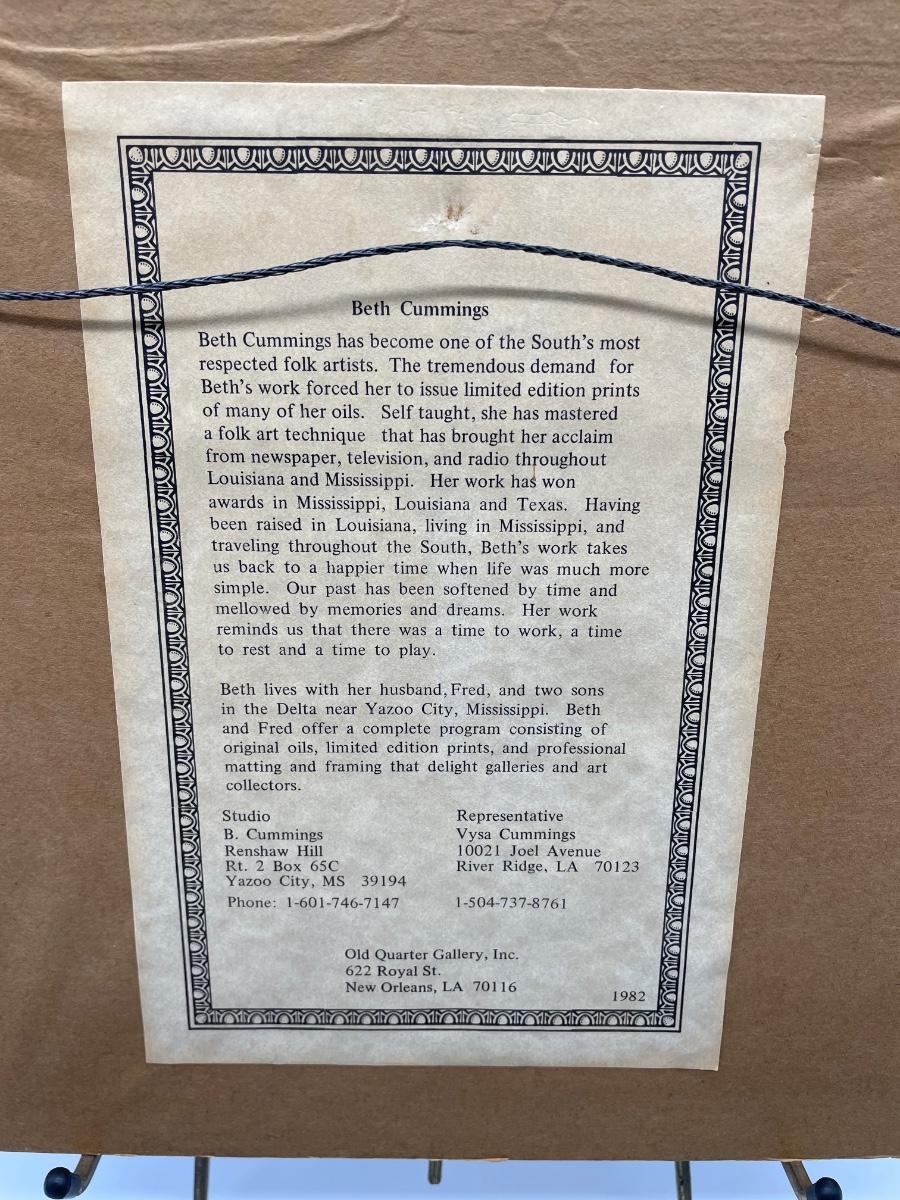 Beth Cummings
Beth Cummings has become one of the South's most
respected folk artists. The tremendous demand for
Beth's work forced her to issue limited edition prints
of many of her oils. Self taught, she has mastered
a folk art technique that has brought her acclaim
from newspaper, television, and radio throughout
Louisiana and Mississippi. Her work has won
awards in Mississippi, Louisiana and Texas. Having
been raised in Louisiana, living in Mississippi, and
traveling throughout the South, Beth's work takes
us back to a happier time when life was much more
simple. Our past has been softened by time and
mellowed by memories and dreams. Her work
reminds us that there was a time to work, a time
to rest and a time to play.
Beth lives with her husband, Fred, and two sons
in the Delta near Yazoo City, Mississippi. Beth
and Fred offer a complete program consisting of
original oils, limited edition prints, and professional
matting and framing that delight galleries and art
collectors.
Studio
B. Cummings
Renshaw Hill
Rt. 2 Box 65C
Yazoo City, MS 39194
Phone: 1-601-746-7147
Representative
Vysa Cummings
10021 Joel Avenue
River Ridge, LA 70123
1-504-737-8761
Old Quarter Gallery, Inc.
622 Royal St.
New Orleans, LA 70116
1982